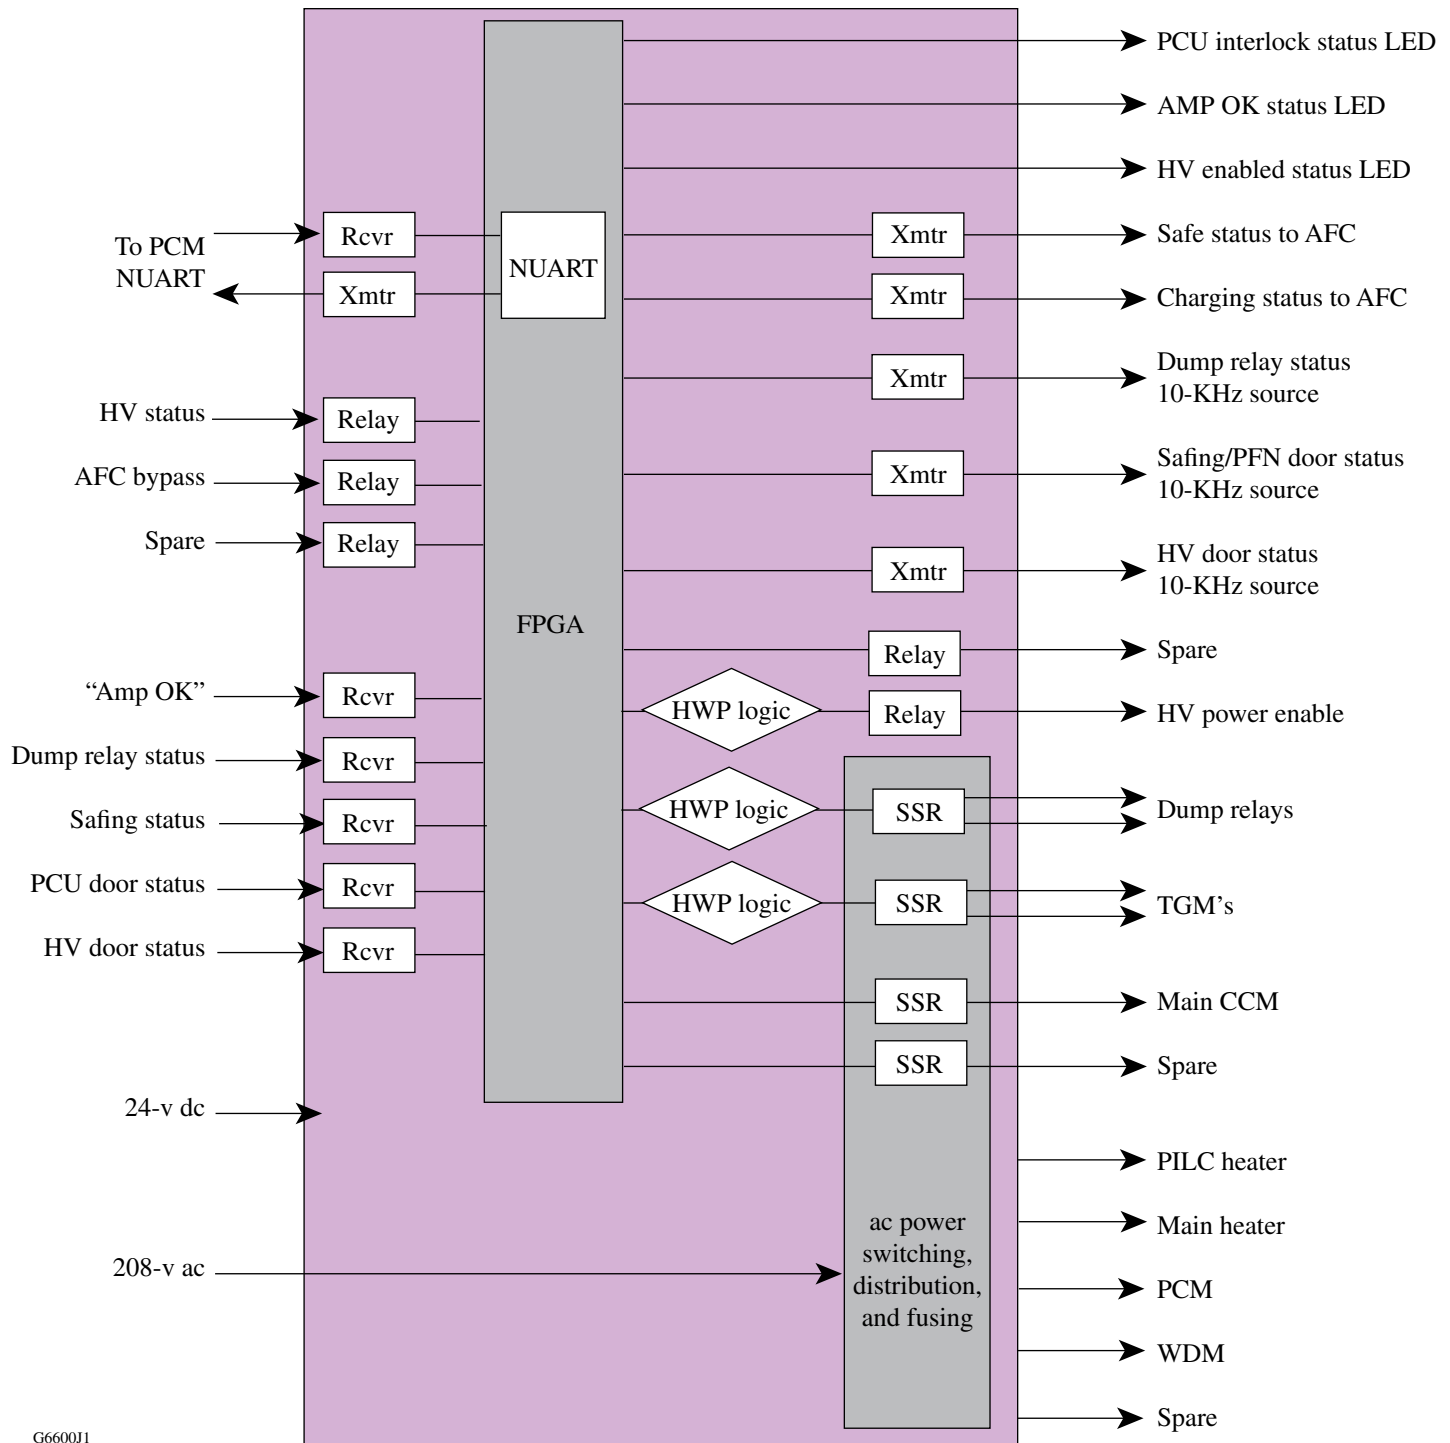 PCU interlock status LED
AMP OK status LED
HV enabled status LED
To PCM
NUART
Rcvr
Xmtr
NUART
Xmtr
Safe status to AFC
Xmtr
Charging status to AFC
Xmtr
Dump relay status
10-KHz source
HV status
Relay
AFC bypass
Relay
Spare
Relay
Xmtr
Safing/PFN door status
10-KHz source
Xmtr
HV door status
10-KHz source
FPGA
Relay
Spare
“Amp OK”
Rcvr
HWP logic
Relay
HV power enable
Dump relay status
Rcvr
Safing status
Rcvr
HWP logic
SSR
Dump relays
PCU door status
Rcvr
HWP logic
SSR
TGM’s
HV door status
Rcvr
SSR
Main CCM
SSR
Spare
24-v dc
208-v ac
ac power
switching,
distribution,
and fusing
PILC heater
Main heater
PCM
WDM
Spare
G6600J1